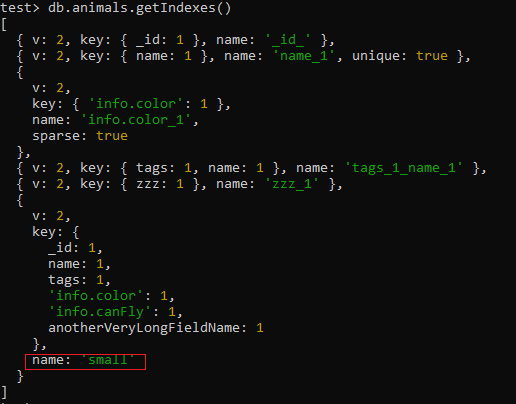 test> db.animals.getIndexes()
[
  { v: 2, key: { _id: 1 }, name: '_id_' },
  { v: 2, key: { name: 1 }, name: 'name_1', unique: true },
  {
    v: 2,
    key: { 'info.color': 1 },
    name: 'info.color_1',
    sparse: true
  },
  { v: 2, key: { tags: 1, name: 1 }, name: 'tags_1_name_1' },
  { v: 2, key: { zzz: 1 }, name: 'zzz_1' },
  {
    v: 2,
    key: {
      _id: 1,
      name: 1,
      tags: 1,
      'info.color': 1,
      'info.canFly': 1,
      anotherVeryLongFieldName: 1
    },
    name: 'small'
  }
]